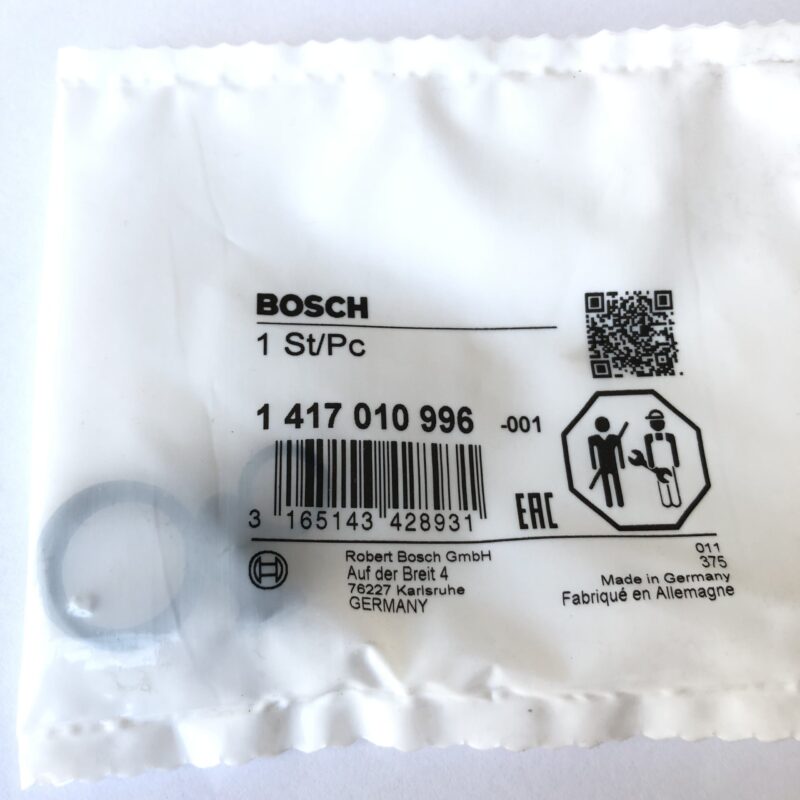 BOSCH
1 St/Pc
1 417 010 996 -001
3 165143 428931
EAC
Robert Bosch GmbH
Auf der Breit 4
76227 Karlsruhe
GERMANY
011
375
Made in Germany
Fabriqué en Allemagne